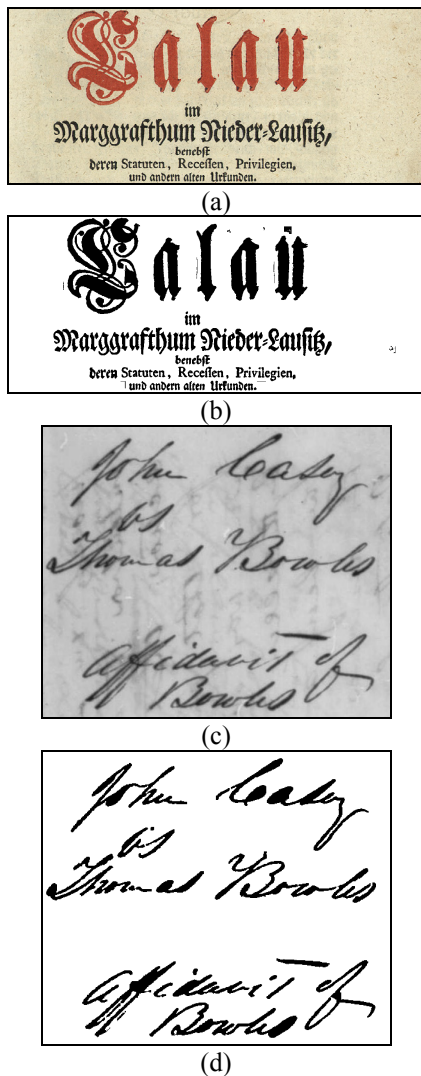 Calau
im
Marggrafthum Nieder-Lauſitz,
benebſt
deren Statuten, Receſſen, Privilegien,
und andern alten Urkunden.
(a)
Calau
im
Marggrafthum Nieder-Lauſitz,
benebſt
deren Statuten, Receſſen, Privilegien,
und andern alten Urkunden.
(b)
John Casey
vs
Thomas Bowles
Affidavit of
Bowles
(c)
John Casey
vs
Thomas Bowles
Affidavit of
Bowles
(d)